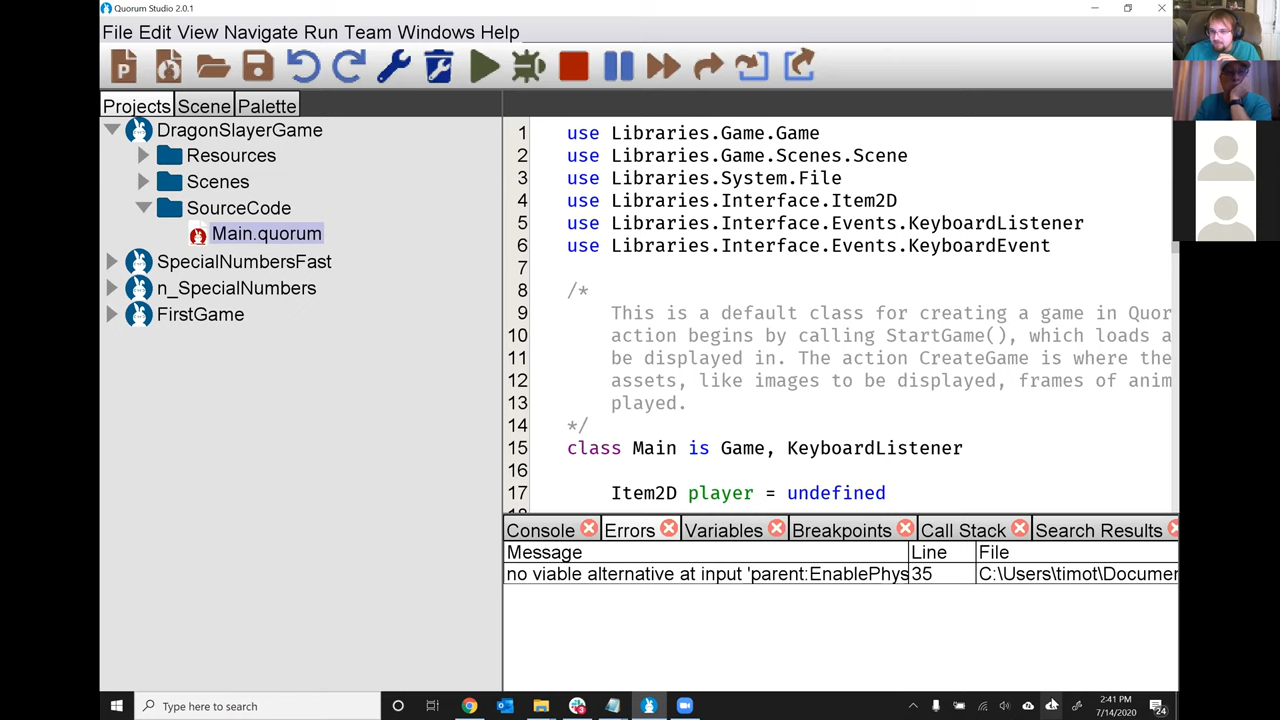 Quorum Studio 2.0.1
File Edit View Navigate Run Team Windows Help
P
Projects Scene Palette
DragonSlayerGame
Resources
Scenes
SourceCode
Main.quorum
SpecialNumbersFast
n_SpecialNumbers
FirstGame
1 use Libraries.Game.Game
2 use Libraries.Game.Scenes.Scene
3 use Libraries.System.File
4 use Libraries.Interface.Item2D
5 use Libraries.Interface.Events.KeyboardListener
6 use Libraries.Interface.Events.KeyboardEvent
7
8 /*
9 This is a default class for creating a game in Quor
10 action begins by calling StartGame(), which loads a
11 be displayed in. The action CreateGame is where the
12 assets, like images to be displayed, frames of anim
13 played.
14 */
15 class Main is Game, KeyboardListener
16
17 Item2D player = undefined
Console Errors Variables Breakpoints Call Stack Search Results
Message Line File
no viable alternative at input 'parent:EnablePhys 35 C:\Users\timot\Documen
Type here to search
2:41 PM
7/14/2020
24